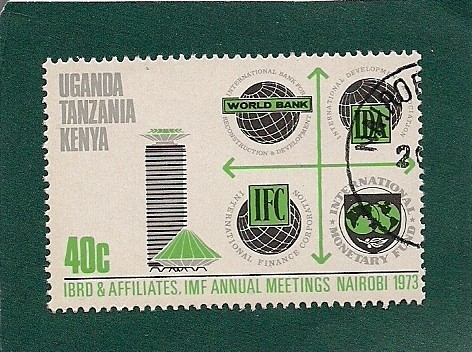 UGANDA
TANZANIA
KENYA
INTERNATIONAL BANK FOR
WORLD BANK
RECONSTRUCTION & DEVELOPMENT
INTERNATIONAL DEVELOPMENT
IDA
IFC
INTERNATIONAL FINANCE CORPORATION
INTERNATIONAL
MONETARY FUND
40c
IBRD & AFFILIATES, IMF ANNUAL MEETINGS NAIROBI 1973